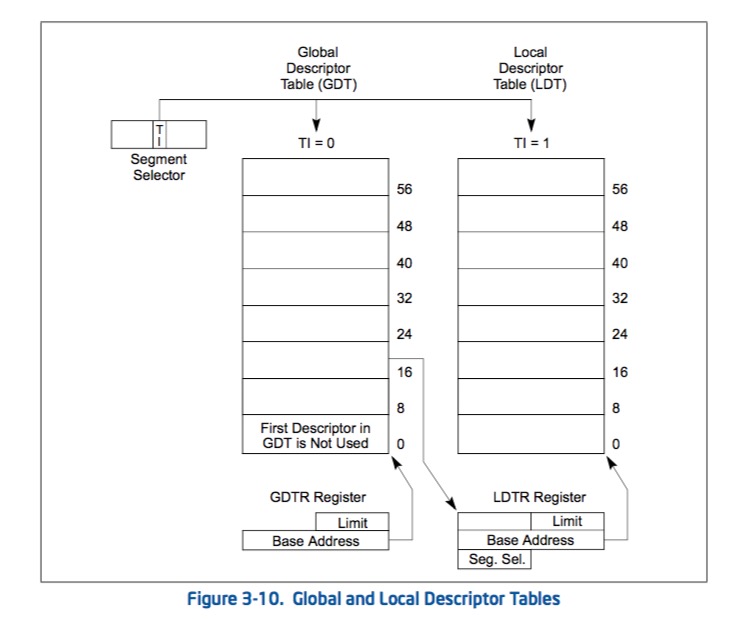 Global
Descriptor
Table (GDT)
Local
Descriptor
Table (LDT)
T
I
Segment
Selector
TI = 0
TI = 1
56
48
40
32
24
16
8
0
First Descriptor in
GDT is Not Used
56
48
40
32
24
16
8
0
GDTR Register
Limit
Base Address
LDTR Register
Limit
Base Address
Seg. Sel.
Figure 3-10. Global and Local Descriptor Tables